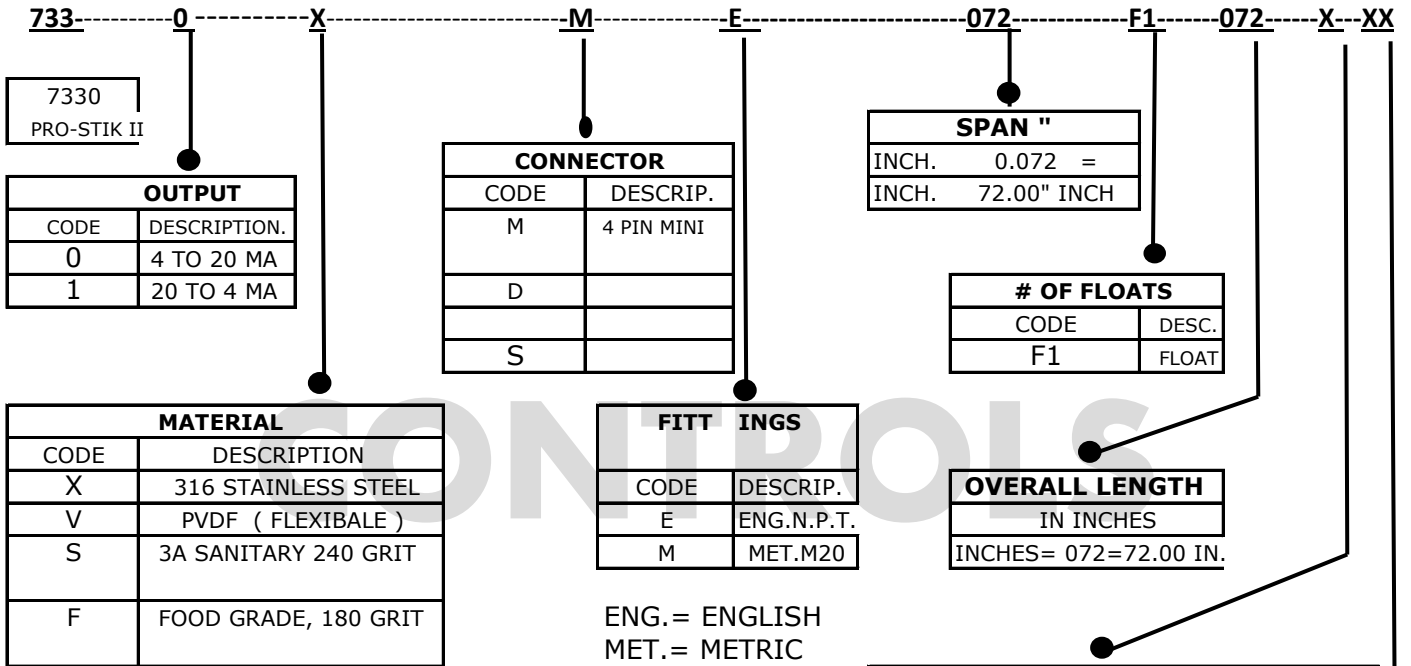 733-----------0 -----------X-------------------------M--------------E-----------------------072--------------F1-------072------X---XX
7330
PRO-STIK II
OUTPUT
CODE DESCRIPTION.
0 4 TO 20 MA
1 20 TO 4 MA
CONNECTOR
CODE DESCRIP.
M 4 PIN MINI
D
S
SPAN "
INCH. 0.072 =
INCH. 72.00" INCH
# OF FLOATS
CODE DESC.
F1 FLOAT
MATERIAL
CODE DESCRIPTION
X 316 STAINLESS STEEL
V PVDF ( FLEXIBALE )
S 3A SANITARY 240 GRIT
F FOOD GRADE, 180 GRIT
FITT INGS
CODE DESCRIP.
E ENG.N.P.T.
M MET.M20
ENG.= ENGLISH
MET.= METRIC
OVERALL LENGTH
IN INCHES
INCHES= 072=72.00 IN.
CONTROLS